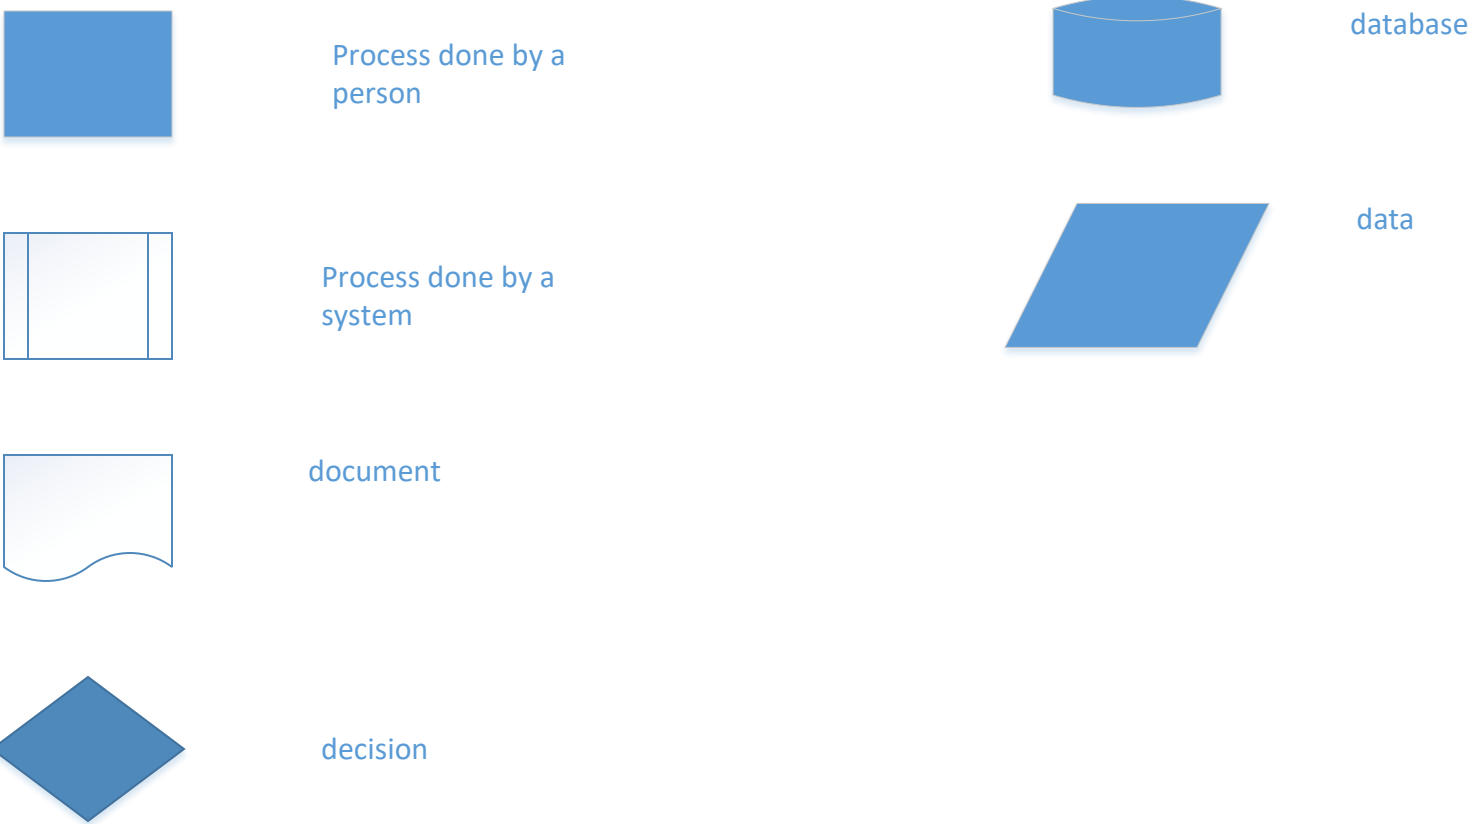 Process done by a
person
Process done by a
system
document
decision
database
data